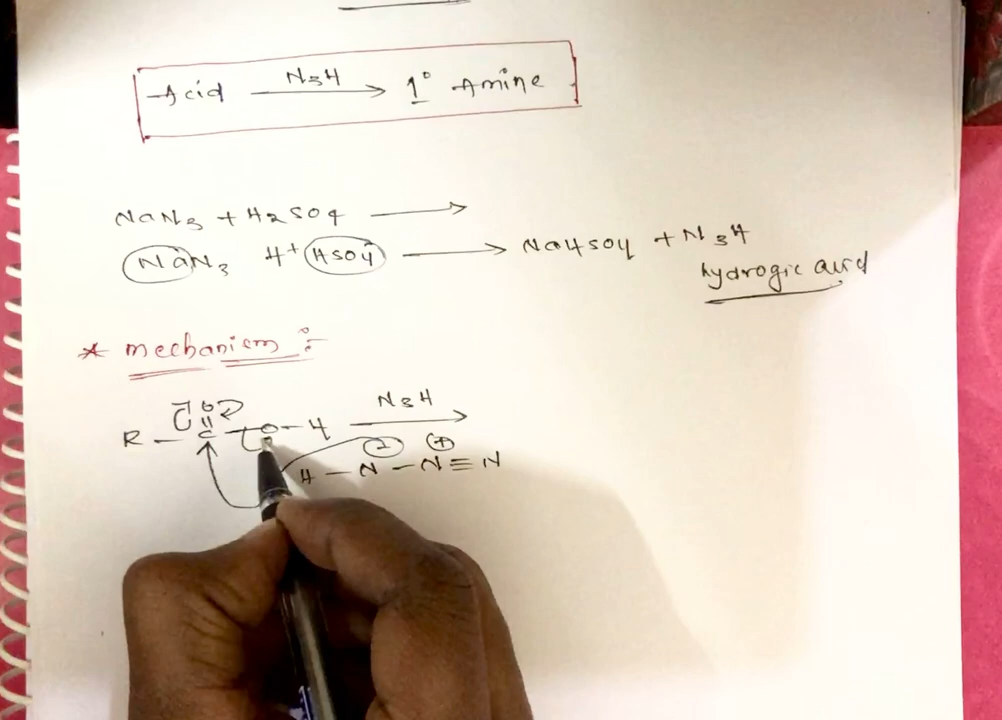 Acid N3H → 1° Amine
NaN3 + H2SO4 →
NaN3 H+ HSO4- → NaHSO4 + N3H
hydrogic acid
* mechanism :-
R - C - O - H N3H →
O
H - N - N ≡ N
- +